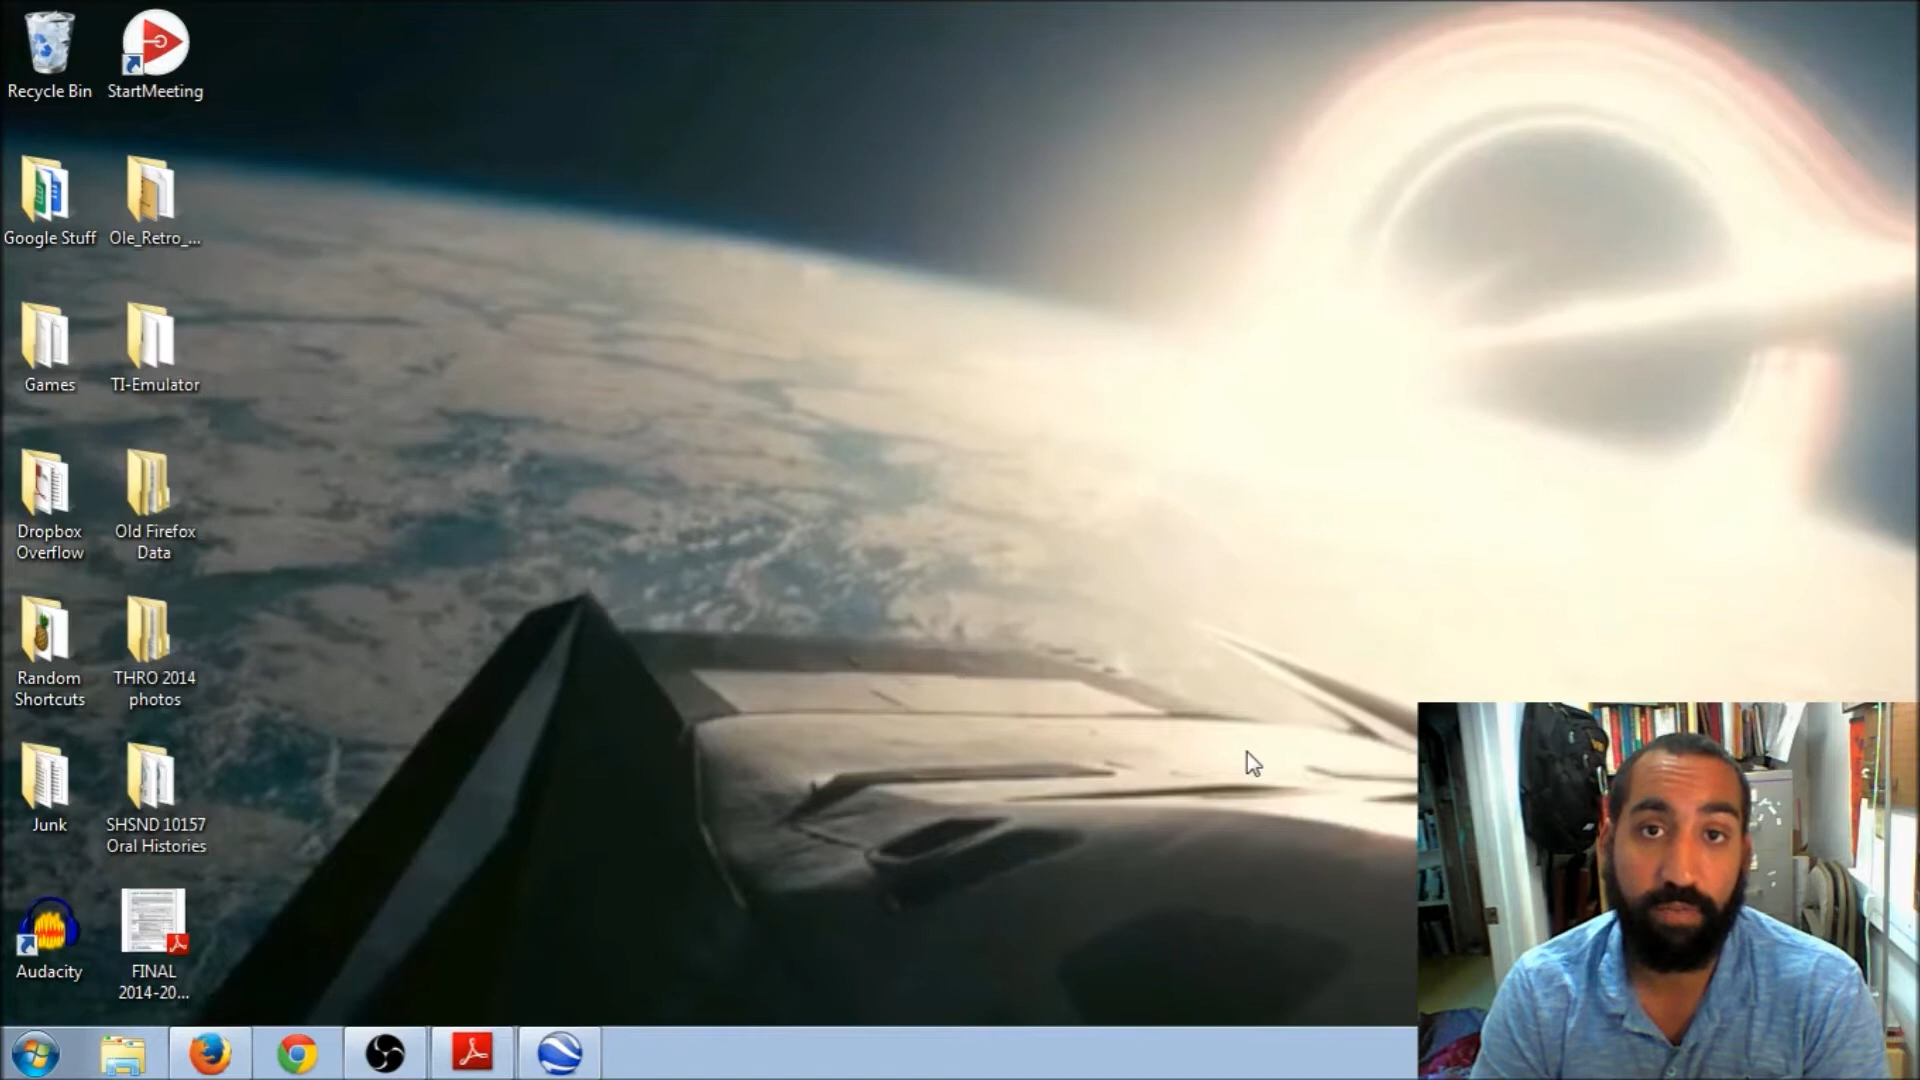 Recycle Bin
StartMeeting
Google Stuff
Ole_Retro_...
Games
TI-Emulator
Dropbox
Overflow
Old Firefox
Data
Random
Shortcuts
THRO 2014
photos
Junk
SHSND 10157
Oral Histories
Audacity
FINAL
2014-20...